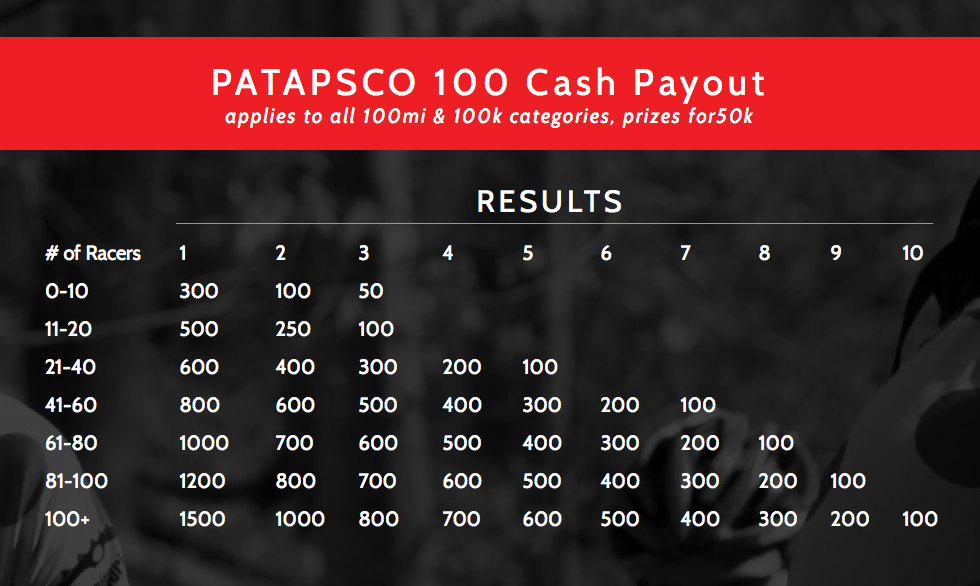 PATAPSCO 100 Cash Payout
applies to all 100mi & 100k categories, prizes for50k
RESULTS
# of Racers 1 2 3 4 5 6 7 8 9 10
0-10 300 100 50
11-20 500 250 100
21-40 600 400 300 200 100
41-60 800 600 500 400 300 200 100
61-80 1000 700 600 500 400 300 200 100
81-100 1200 800 700 600 500 400 300 200 100
100+ 1500 1000 800 700 600 500 400 300 200 100